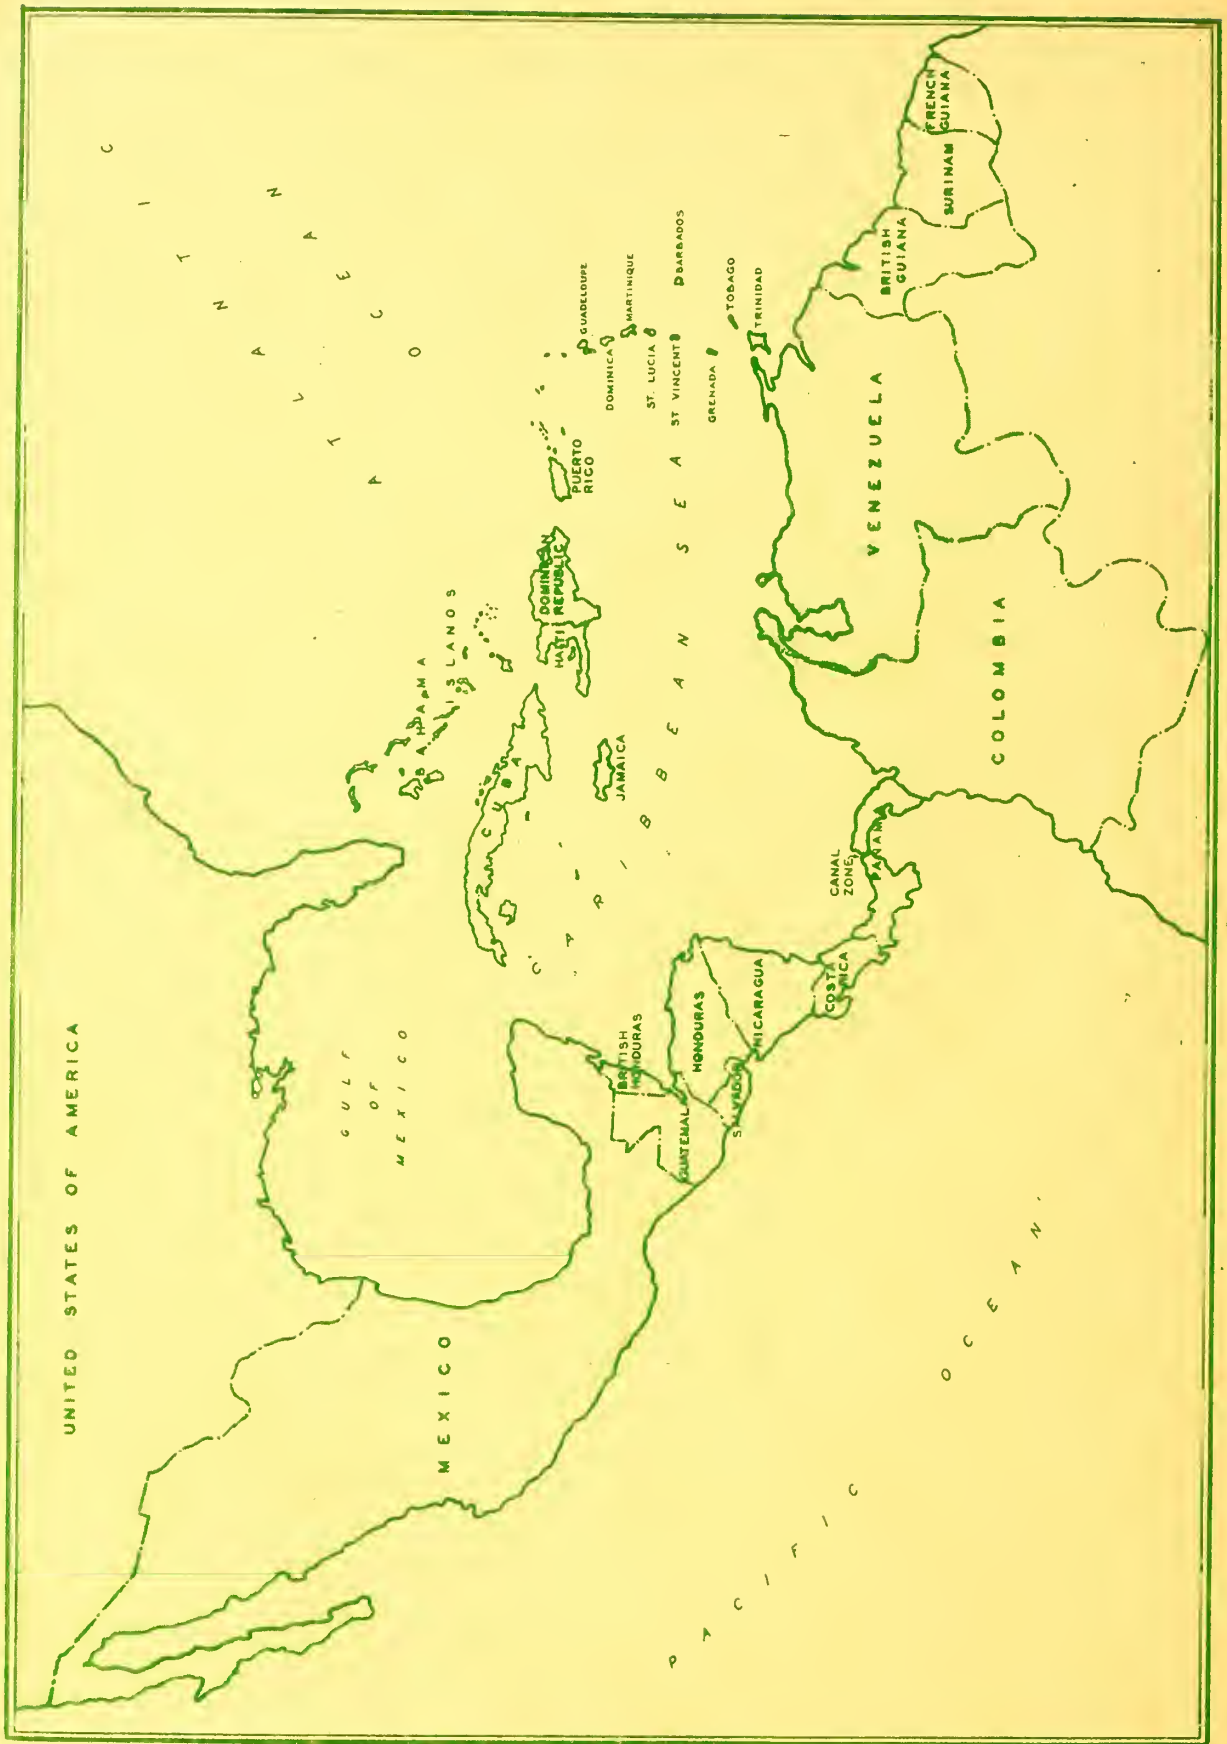 UNITED STATES OF AMERICA
ATLANTIC
OCEAN
GULF
OF
MEXICO
MEXICO
BAHAMA
ISLANDS
CUBA
HAITI
DOMINICAN
REPUBLIC
PUERTO
RICO
JAMAICA
GUADELOUPE
DOMINICA
MARTINIQUE
ST. LUCIA
ST VINCENT
BARBADOS
GRENADA
TOBAGO
TRINIDAD
CARIBBEAN SEA
BRITISH
HONDURAS
GUATEMALA
HONDURAS
SALVADOR
NICARAGUA
COSTA
RICA
CANAL
ZONE
PANAMA
COLOMBIA
VENEZUELA
BRITISH
GUIANA
SURINAM
FRENCH
GUIANA
PACIFIC OCEAN